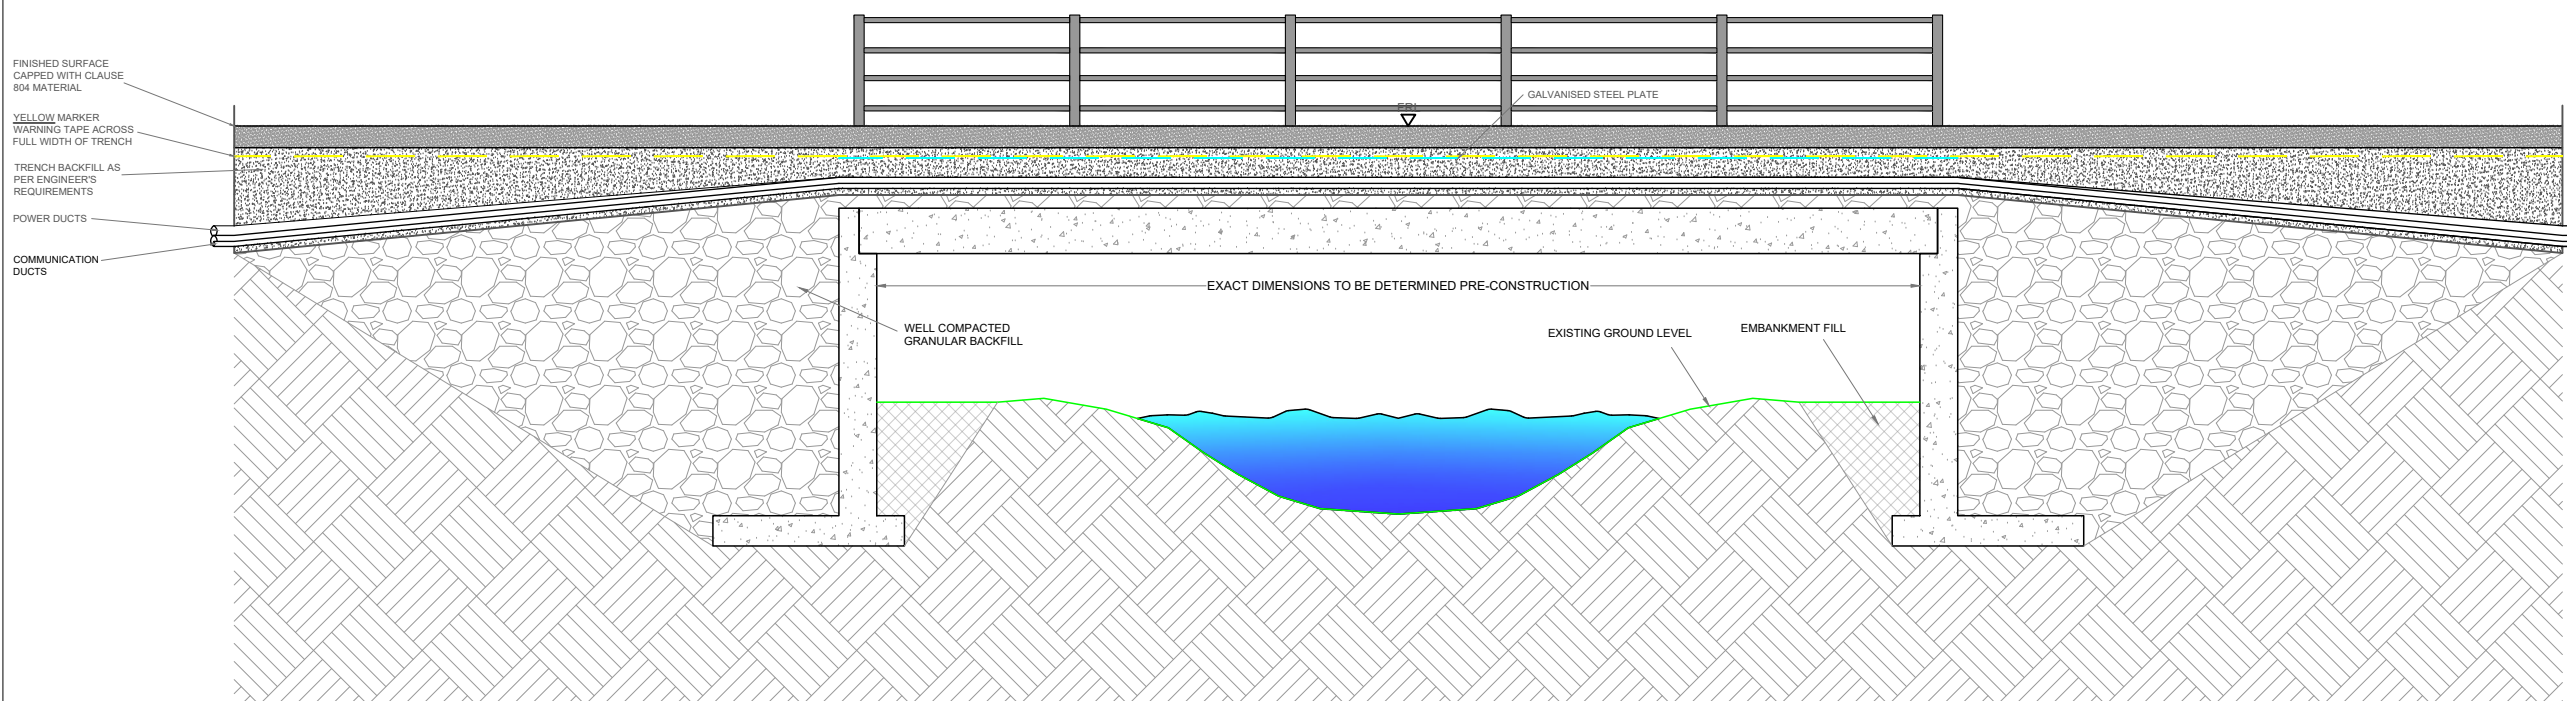 FINISHED SURFACE
CAPPED WITH CLAUSE
804 MATERIAL
YELLOW MARKER
WARNING TAPE ACROSS
FULL WIDTH OF TRENCH
TRENCH BACKFILL AS
PER ENGINEER'S
REQUIREMENTS
POWER DUCTS
COMMUNICATION
DUCTS
FRL
GALVANISED STEEL PLATE
EXACT DIMENSIONS TO BE DETERMINED PRE-CONSTRUCTION
WELL COMPACTED
GRANULAR BACKFILL
EXISTING GROUND LEVEL
EMBANKMENT FILL